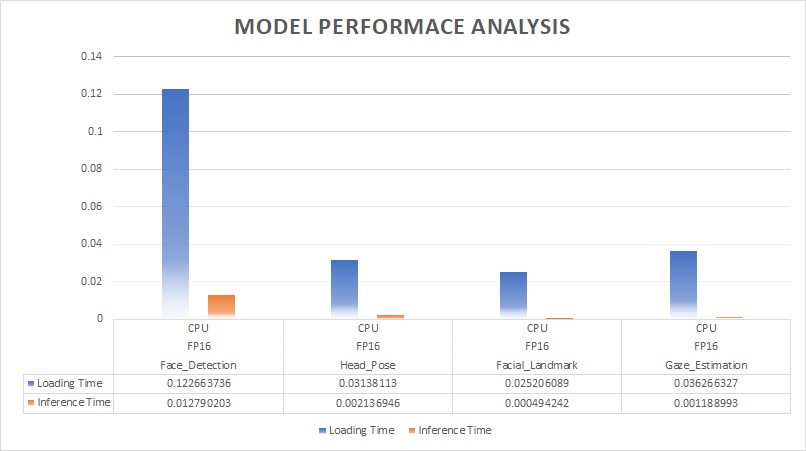 MODEL PERFORMACE ANALYSIS
0.14
0.12
0.1
0.08
0.06
0.04
0.02
0
CPU CPU CPU CPU
FP16 FP16 FP16 FP16
Face_Detection Head_Pose Facial_Landmark Gaze_Estimation
Loading Time 0.122663736 0.03138113 0.025206089 0.036266327
Inference Time 0.012790203 0.002136946 0.000494242 0.001188993
Loading Time Inference Time